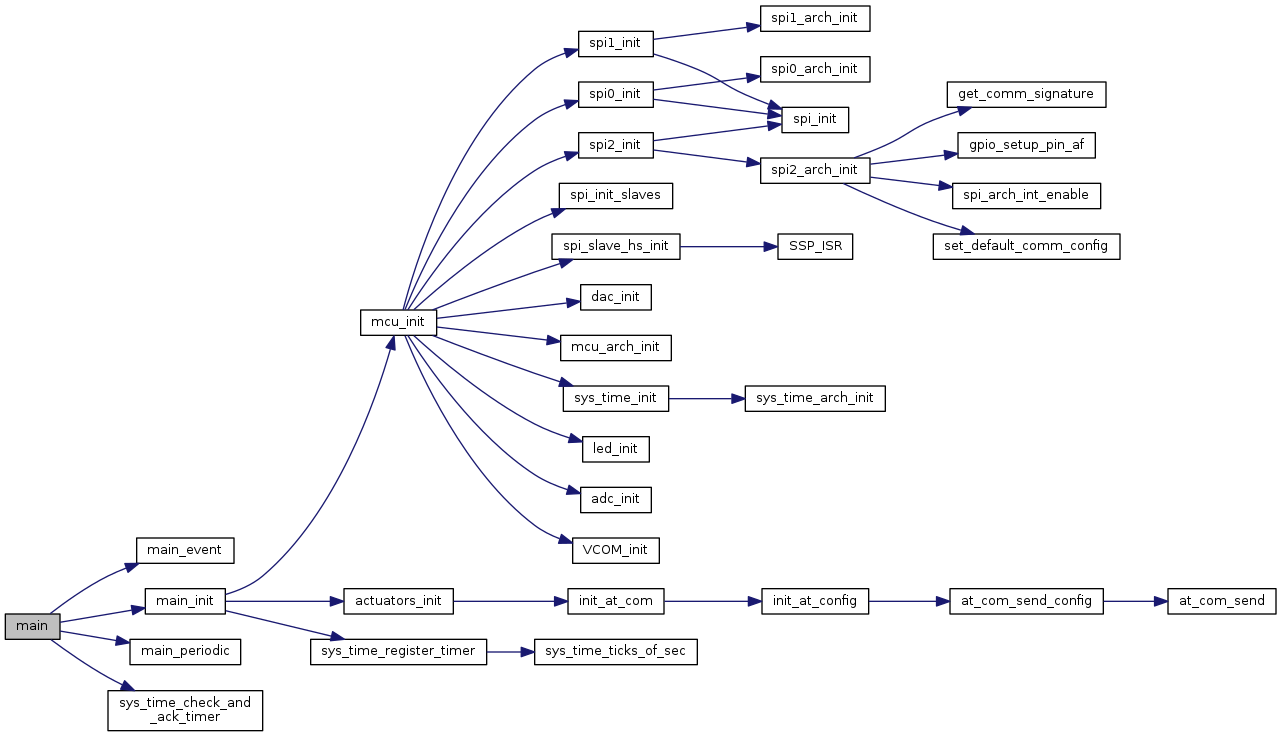 spi1_arch_init
spi1_init
spi0_arch_init
spi0_init
get_comm_signature
spi_init
spi2_init
gpio_setup_pin_af
spi2_arch_init
spi_init_slaves
spi_arch_int_enable
spi_slave_hs_init
SSP_ISR
set_default_comm_config
dac_init
mcu_init
mcu_arch_init
sys_time_init
sys_time_arch_init
led_init
adc_init
main_event
VCOM_init
main_init
actuators_init
init_at_com
init_at_config
at_com_send_config
at_com_send
main
main_periodic
sys_time_register_timer
sys_time_ticks_of_sec
sys_time_check_and
_ack_timer